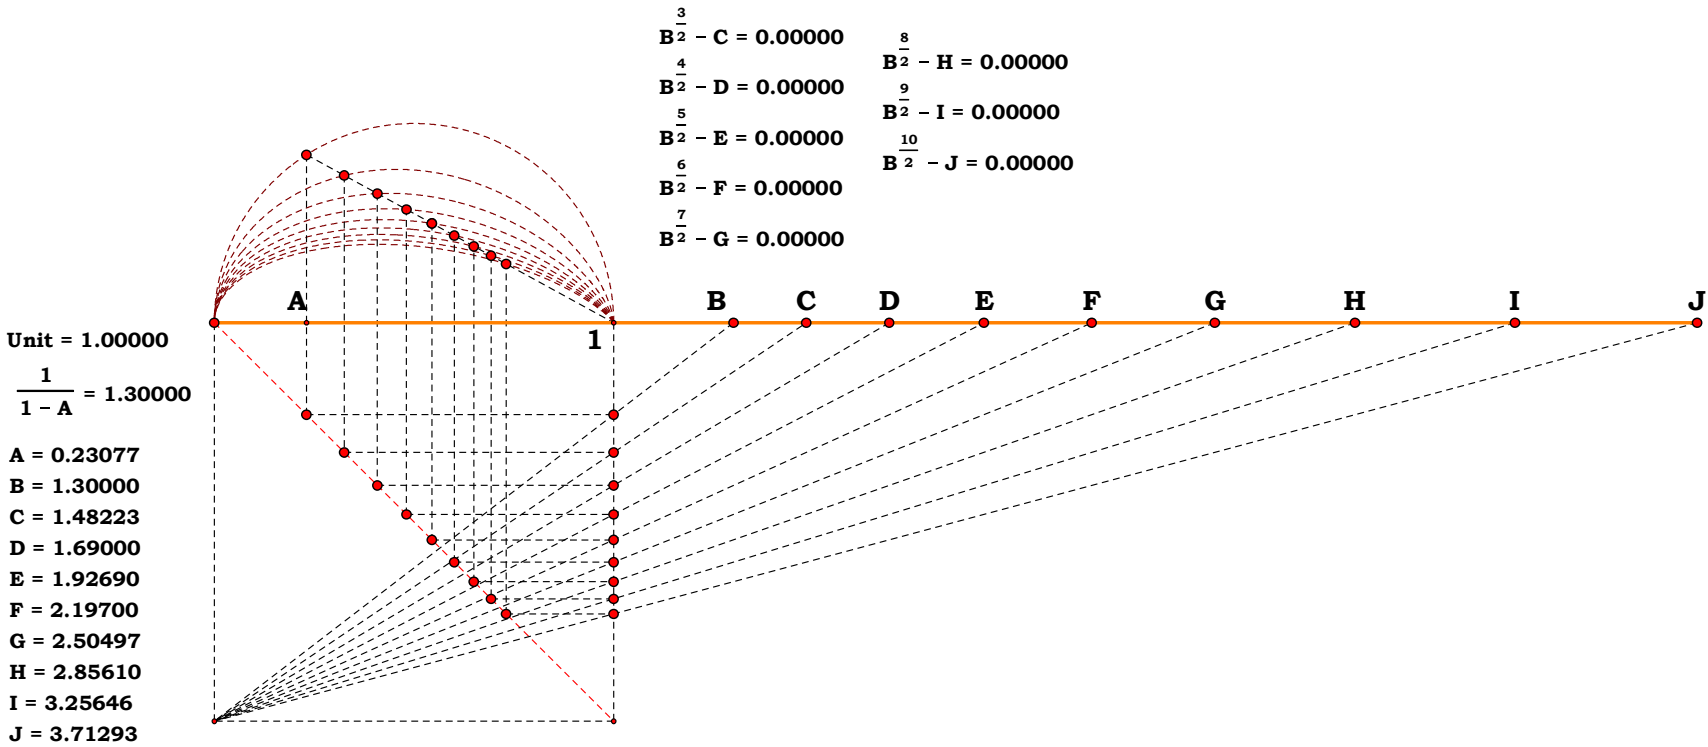 B^(3/2) – C = 0.00000
B^(4/2) – D = 0.00000
B^(5/2) – E = 0.00000
B^(6/2) – F = 0.00000
B^(7/2) – G = 0.00000
B^(8/2) – H = 0.00000
B^(9/2) – I = 0.00000
B^(10/2) – J = 0.00000
A B C D E F G H I J
1
Unit = 1.00000
1/(1 – A) = 1.30000
A = 0.23077
B = 1.30000
C = 1.48223
D = 1.69000
E = 1.92690
F = 2.19700
G = 2.50497
H = 2.85610
I = 3.25646
J = 3.71293